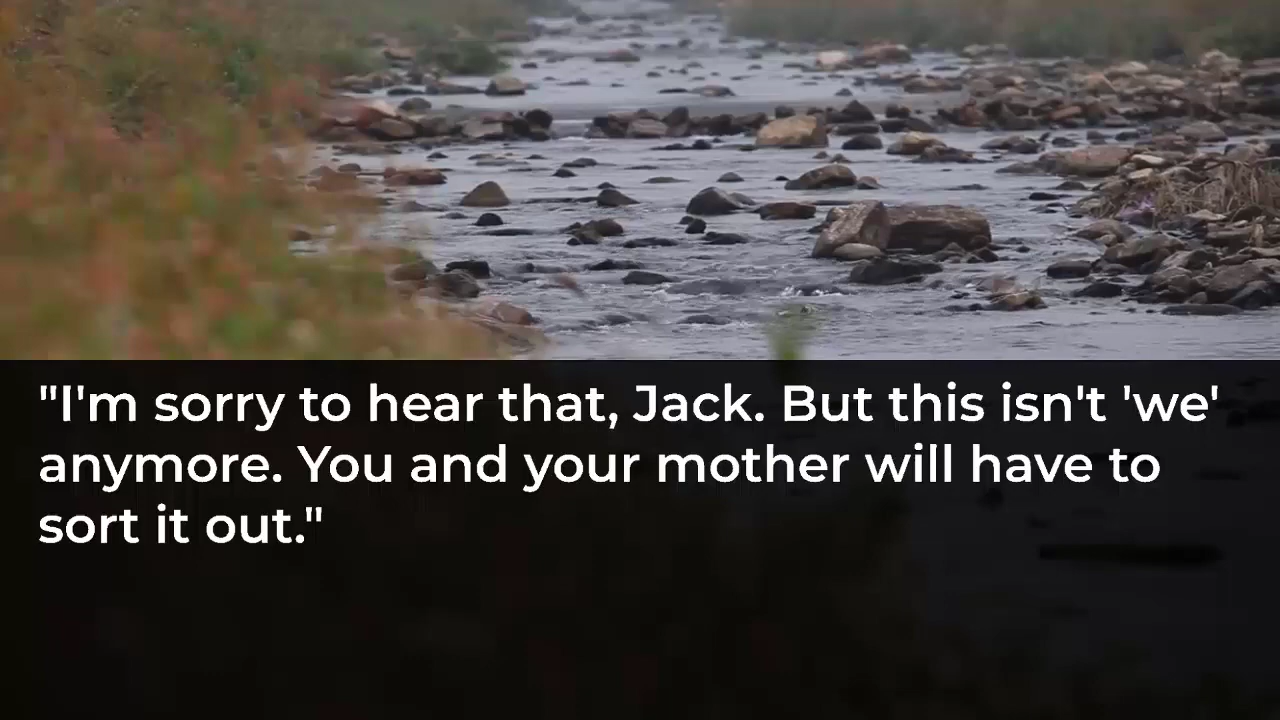 "I'm sorry to hear that, Jack. But this isn't 'we'
anymore. You and your mother will have to
sort it out."